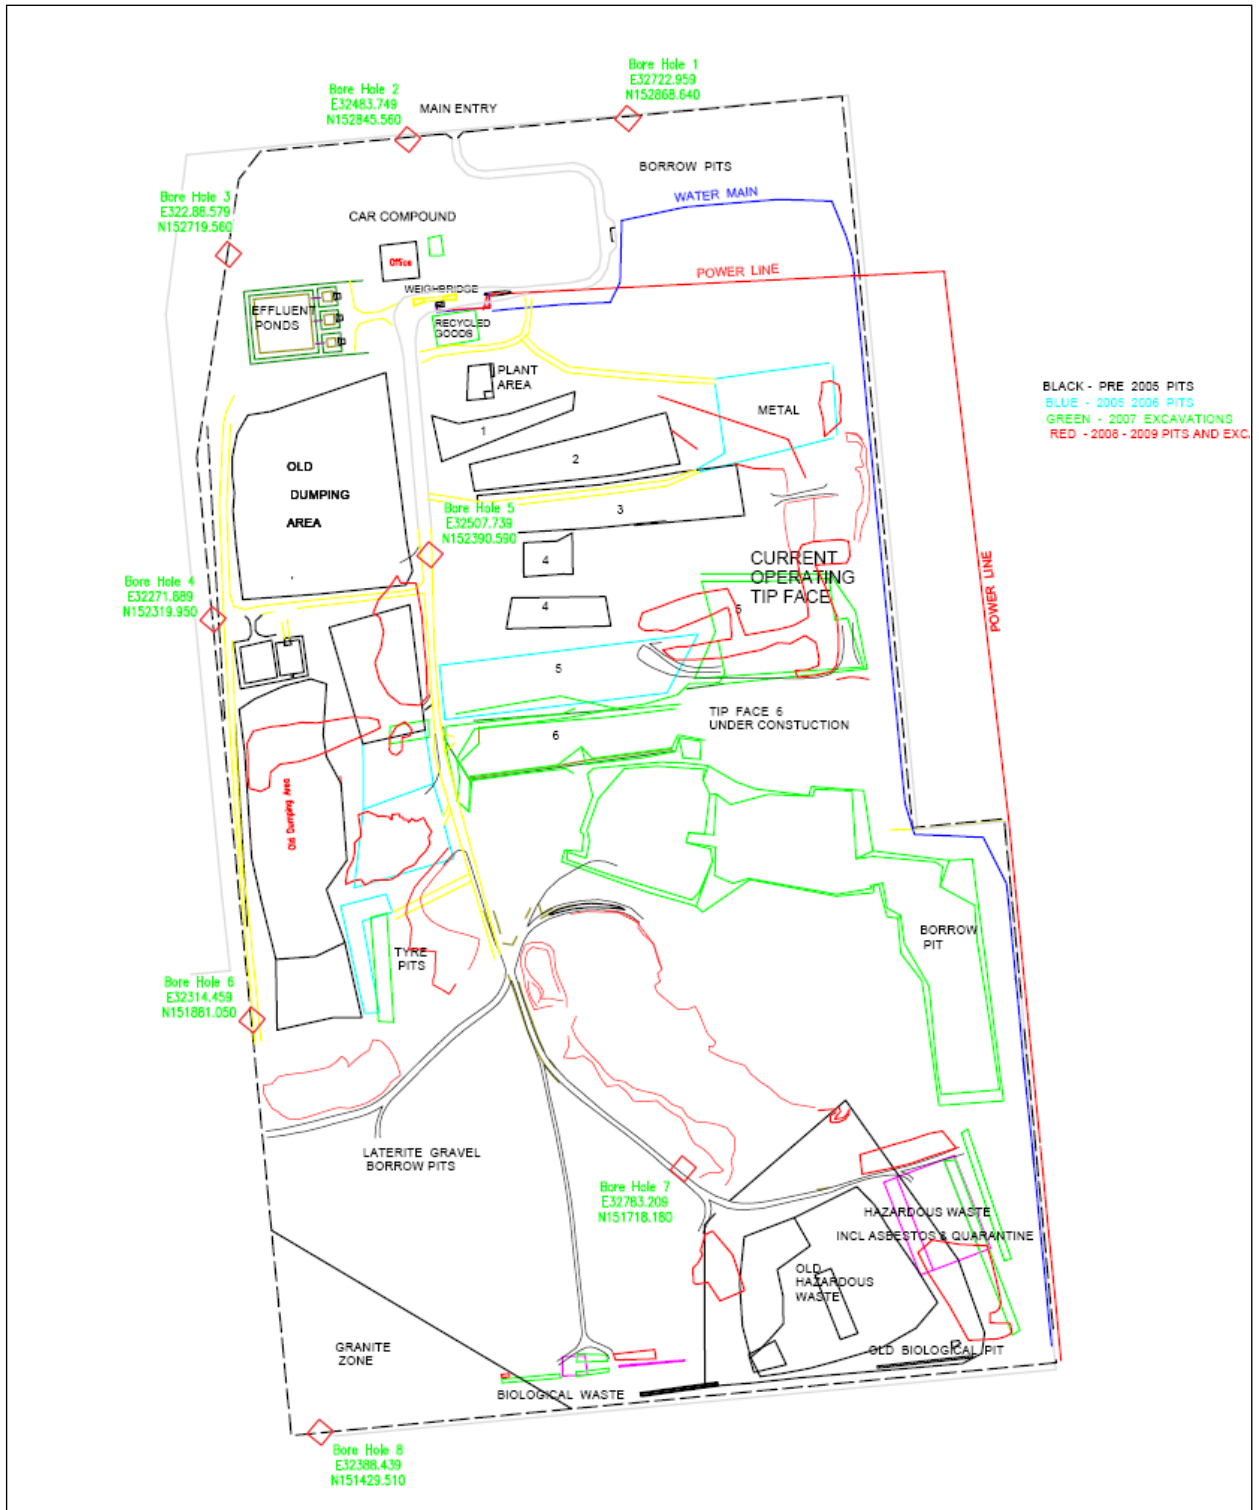 Bore Hole 1
E32722.959
N152868.640
Bore Hole 2
E32483.749
N152845.560
MAIN ENTRY
BORROW PITS
WATER MAIN
Bore Hole 3
E322.88.579
N152719.560
CAR COMPOUND
Office
POWER LINE
WEIGHBRIDGE
EFFLUENT
PONDS
RECYCLED
GOODS
PLANT
AREA
BLACK - PRE 2005 PITS
BLUE - 2005 2006 PITS
GREEN - 2007 EXCAVATIONS
RED - 2008 - 2009 PITS AND EXC.
METAL
1
2
OLD
DUMPING
AREA
3
Bore Hole 5
E32507.739
N152390.590
4
CURRENT
OPERATING
TIP FACE
Bore Hole 4
E32271.889
N152319.950
4
5
POWER LINE
5
TIP FACE 6
UNDER CONSTUCTION
6
Old Dumping Area
BORROW
PIT
TYRE
PITS
Bore Hole 6
E32314.459
N151881.050
LATERITE GRAVEL
BORROW PITS
Bore Hole 7
E32783.209
N151718.180
HAZARDOUS WASTE
INCL ASBESTOS & QUARANTINE
OLD
HAZARDOUS
WASTE
GRANITE
ZONE
OLD BIOLOGICAL PIT
BIOLOGICAL WASTE
Bore Hole 8
E32388.439
N151429.510